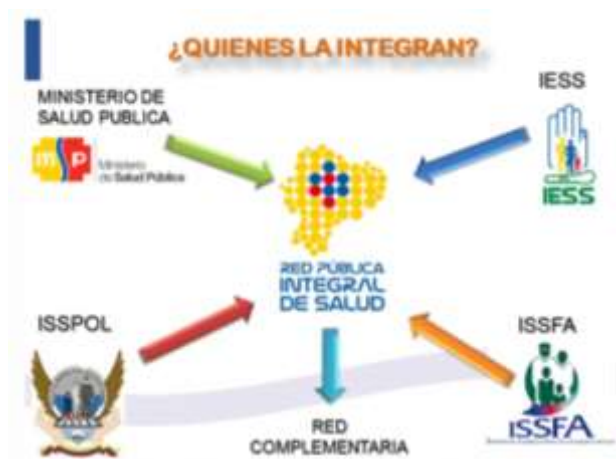 ¿QUIENES LA INTEGRAN?
MINISTERIO DE
SALUD PUBLICA
msp
Ministerio
de Salud Pública
IESS
IESS
RED PÚBLICA
INTEGRAL
DE SALUD
ISSPOL
ISSFA
ISSFA
RED
COMPLEMENTARIA